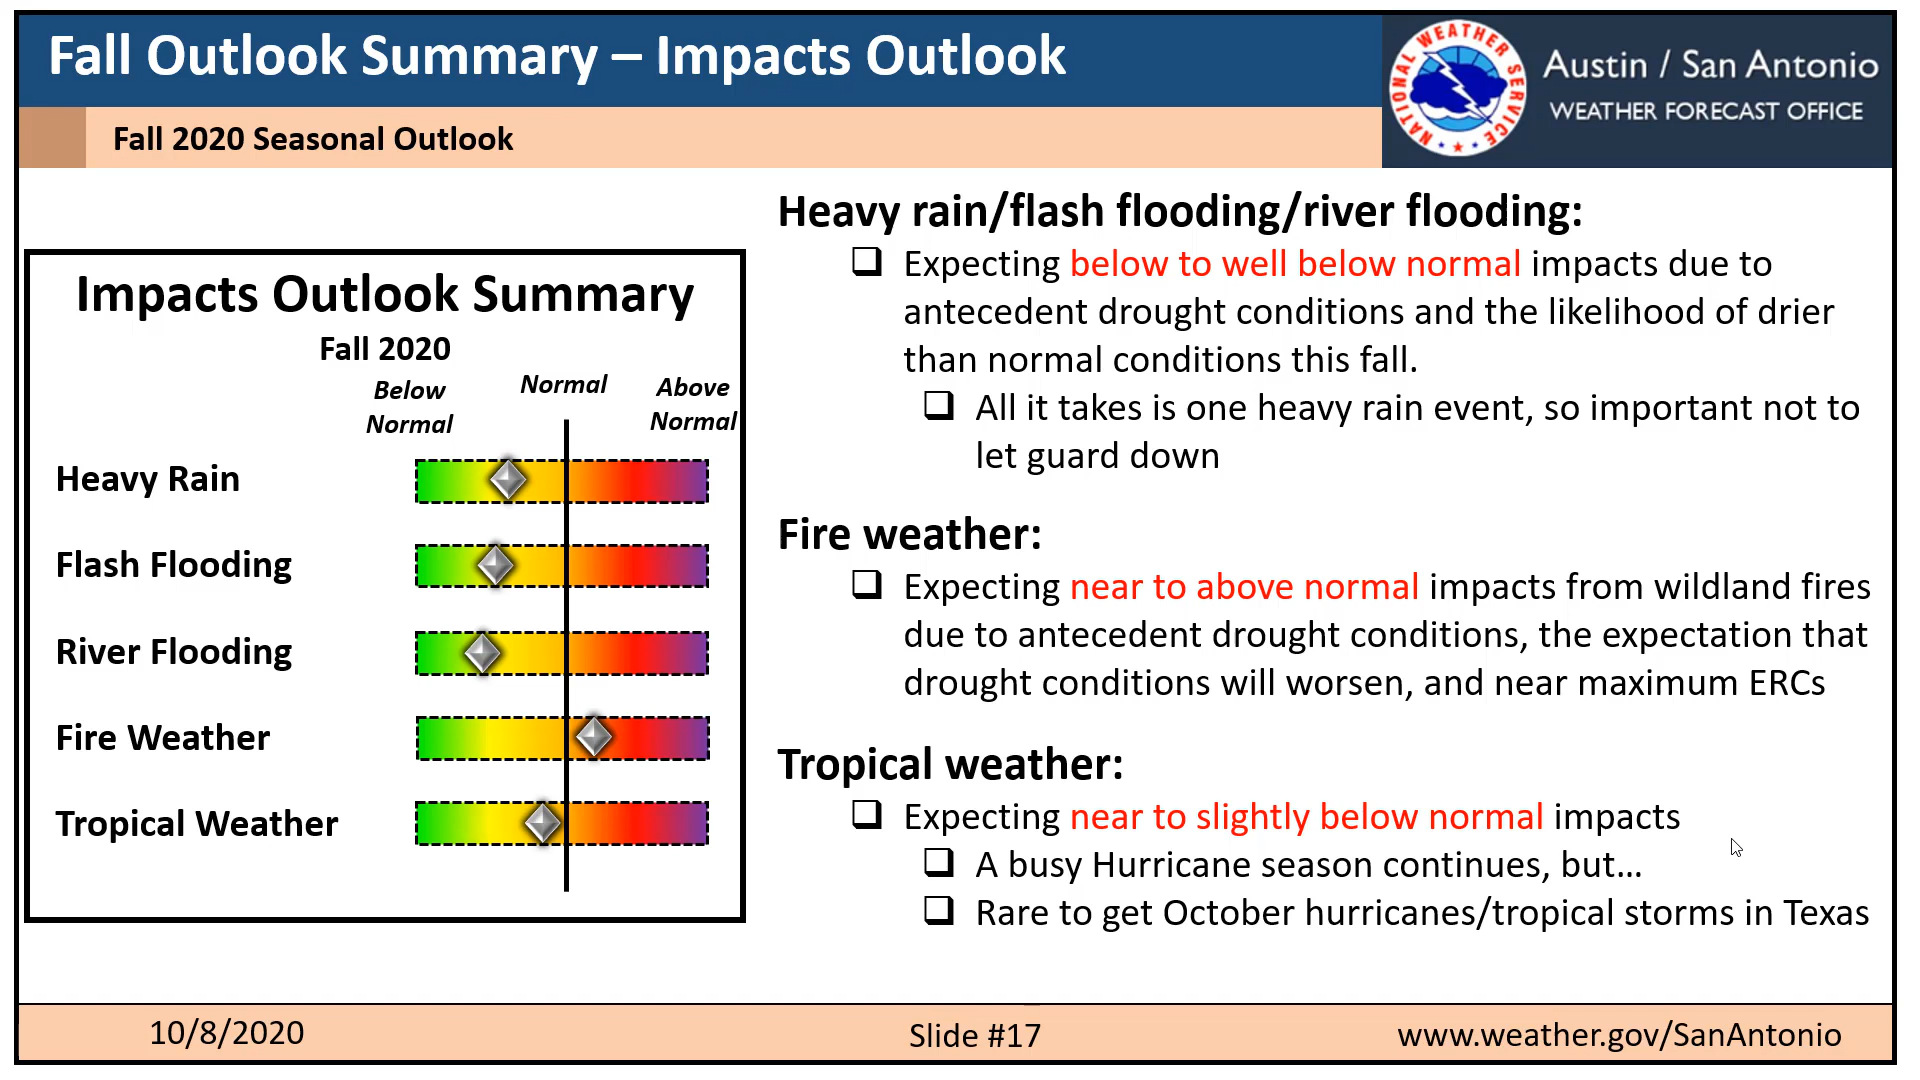 Fall Outlook Summary – Impacts Outlook
NATIONAL WEATHER SERVICE
Austin / San Antonio
WEATHER FORECAST OFFICE
Fall 2020 Seasonal Outlook
Impacts Outlook Summary
Fall 2020
Below
Normal
Normal
Above
Normal
Heavy Rain
Flash Flooding
River Flooding
Fire Weather
Tropical Weather
Heavy rain/flash flooding/river flooding:
Expecting below to well below normal impacts due to
antecedent drought conditions and the likelihood of drier
than normal conditions this fall.
All it takes is one heavy rain event, so important not to
let guard down
Fire weather:
Expecting near to above normal impacts from wildland fires
due to antecedent drought conditions, the expectation that
drought conditions will worsen, and near maximum ERCs
Tropical weather:
Expecting near to slightly below normal impacts
A busy Hurricane season continues, but…
Rare to get October hurricanes/tropical storms in Texas
10/8/2020
Slide #17
www.weather.gov/SanAntonio